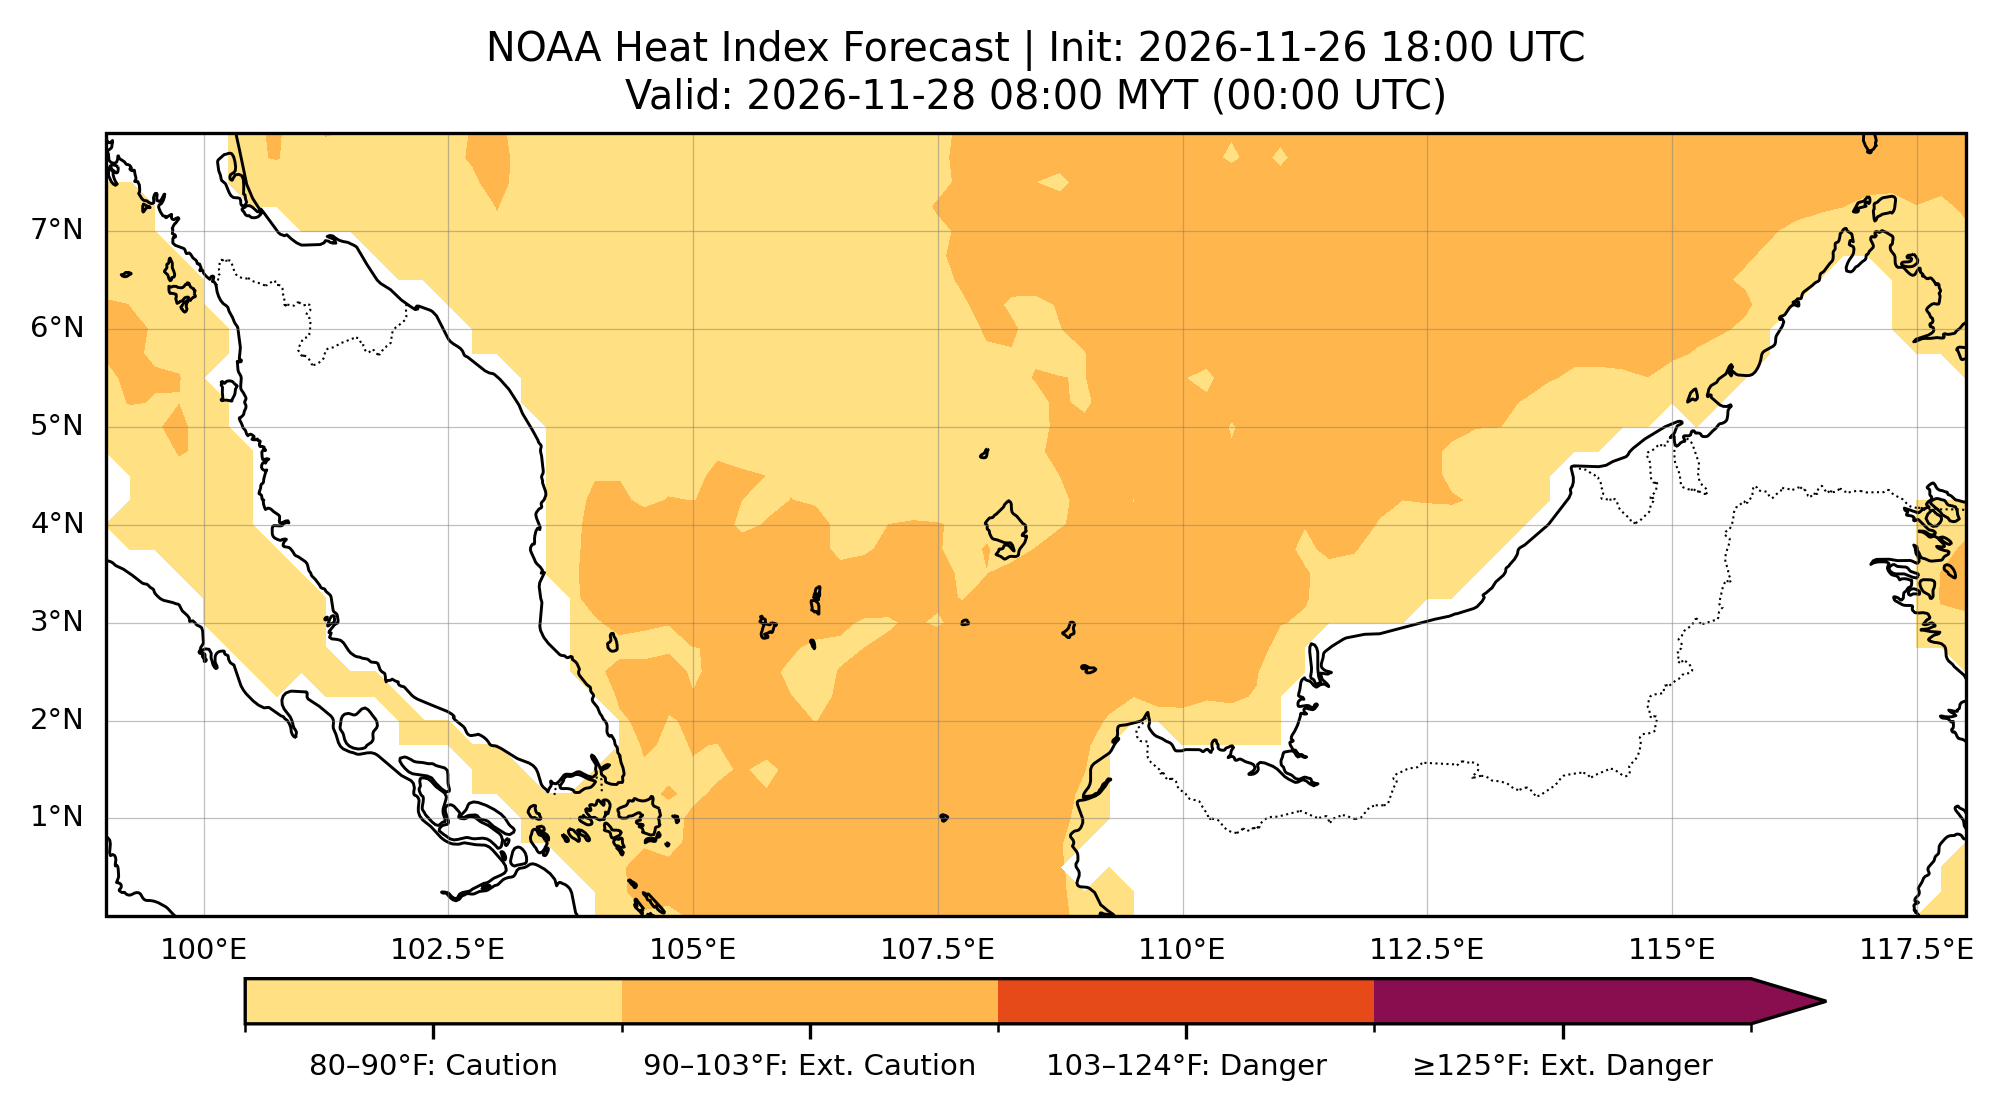 NOAA Heat Index Forecast | Init: 2026-11-26 18:00 UTC
Valid: 2026-11-28 08:00 MYT (00:00 UTC)
7°N
6°N
5°N
4°N
3°N
2°N
1°N
100°E 102.5°E 105°E 107.5°E 110°E 112.5°E 115°E 117.5°E
80–90°F: Caution 90–103°F: Ext. Caution 103–124°F: Danger ≥125°F: Ext. Danger